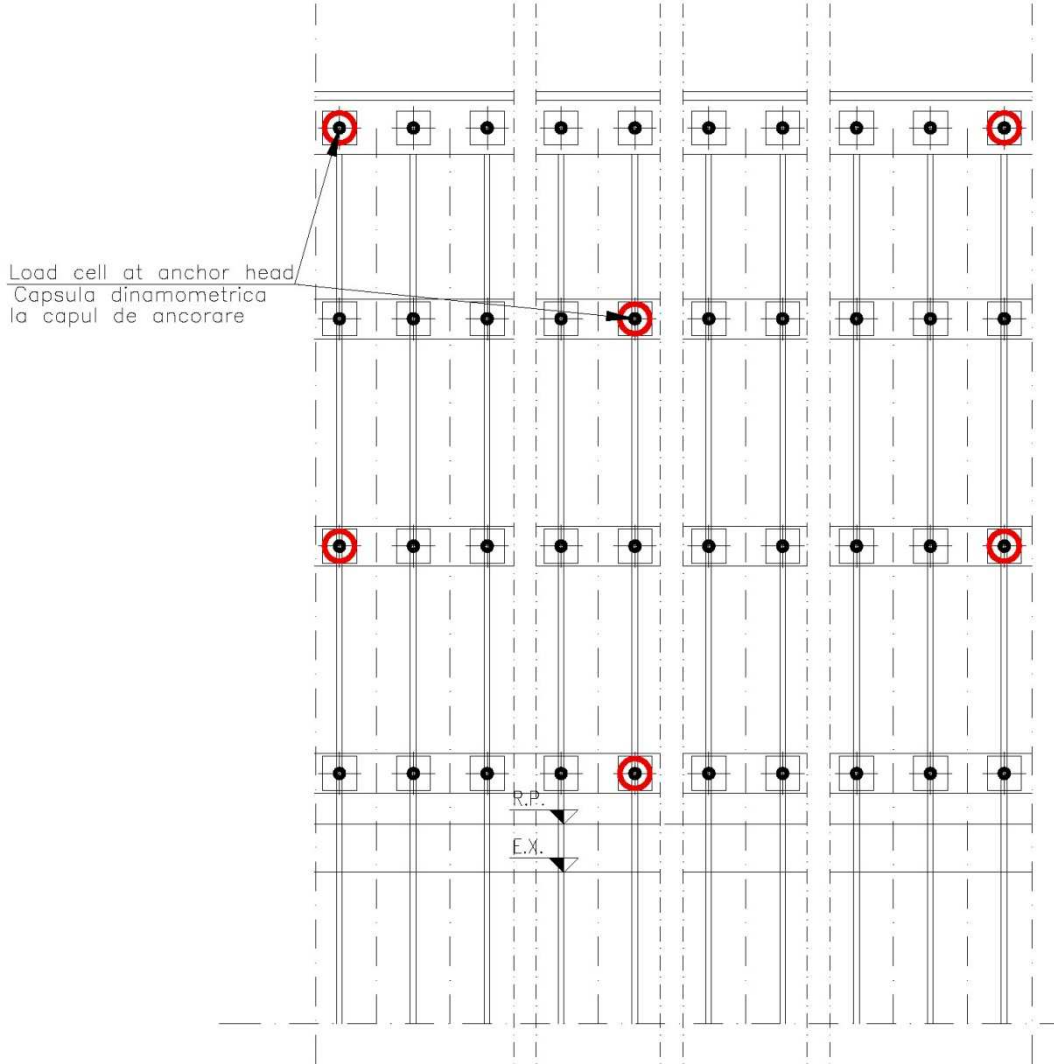 Load cell at anchor head
Capsula dinamometrica
la capul de ancorare
R.P.
E.X.